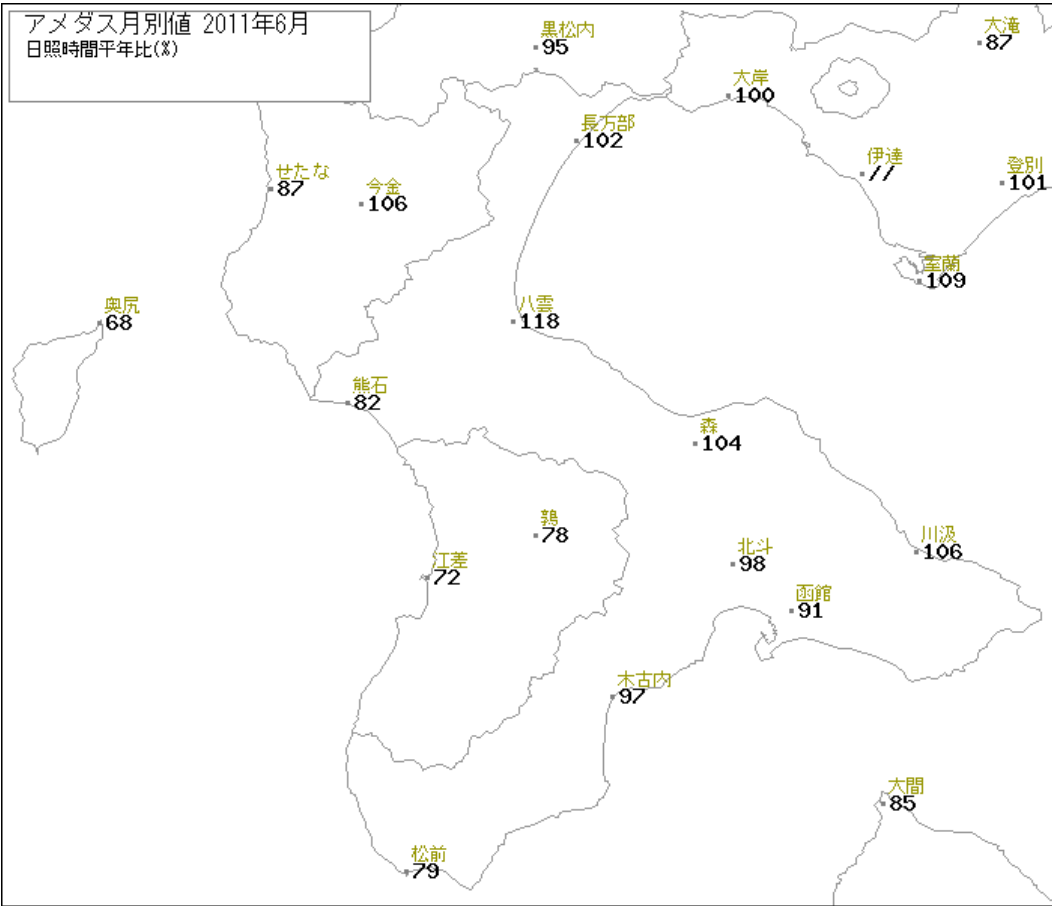 アメダス月別値 2011年6月
日照時間平年比(%)
黒松内
95
大滝
87
大岸
100
長万部
102
伊達
//
登別
101
せたな
87
今金
106
室蘭
109
奥尻
68
八雲
118
熊石
82
森
104
鶉
78
川汲
106
北斗
98
江差
72
函館
91
木古内
97
大間
85
松前
79